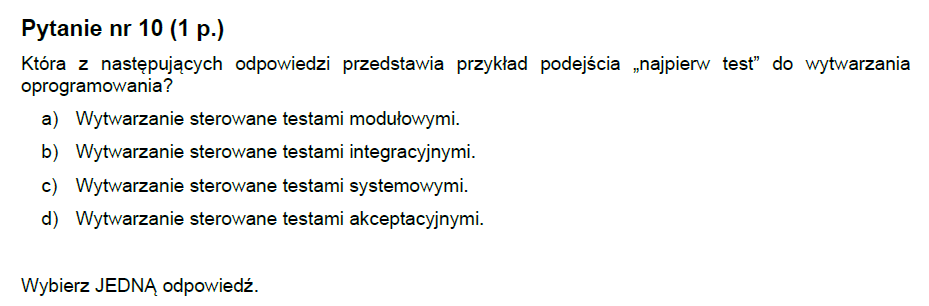 Pytanie nr 10 (1 p.)
Która z następujących odpowiedzi przedstawia przykład podejścia „najpierw test” do wytwarzania
oprogramowania?
a) Wytwarzanie sterowane testami modułowymi.
b) Wytwarzanie sterowane testami integracyjnymi.
c) Wytwarzanie sterowane testami systemowymi.
d) Wytwarzanie sterowane testami akceptacyjnymi.
Wybierz JEDNĄ odpowiedź.